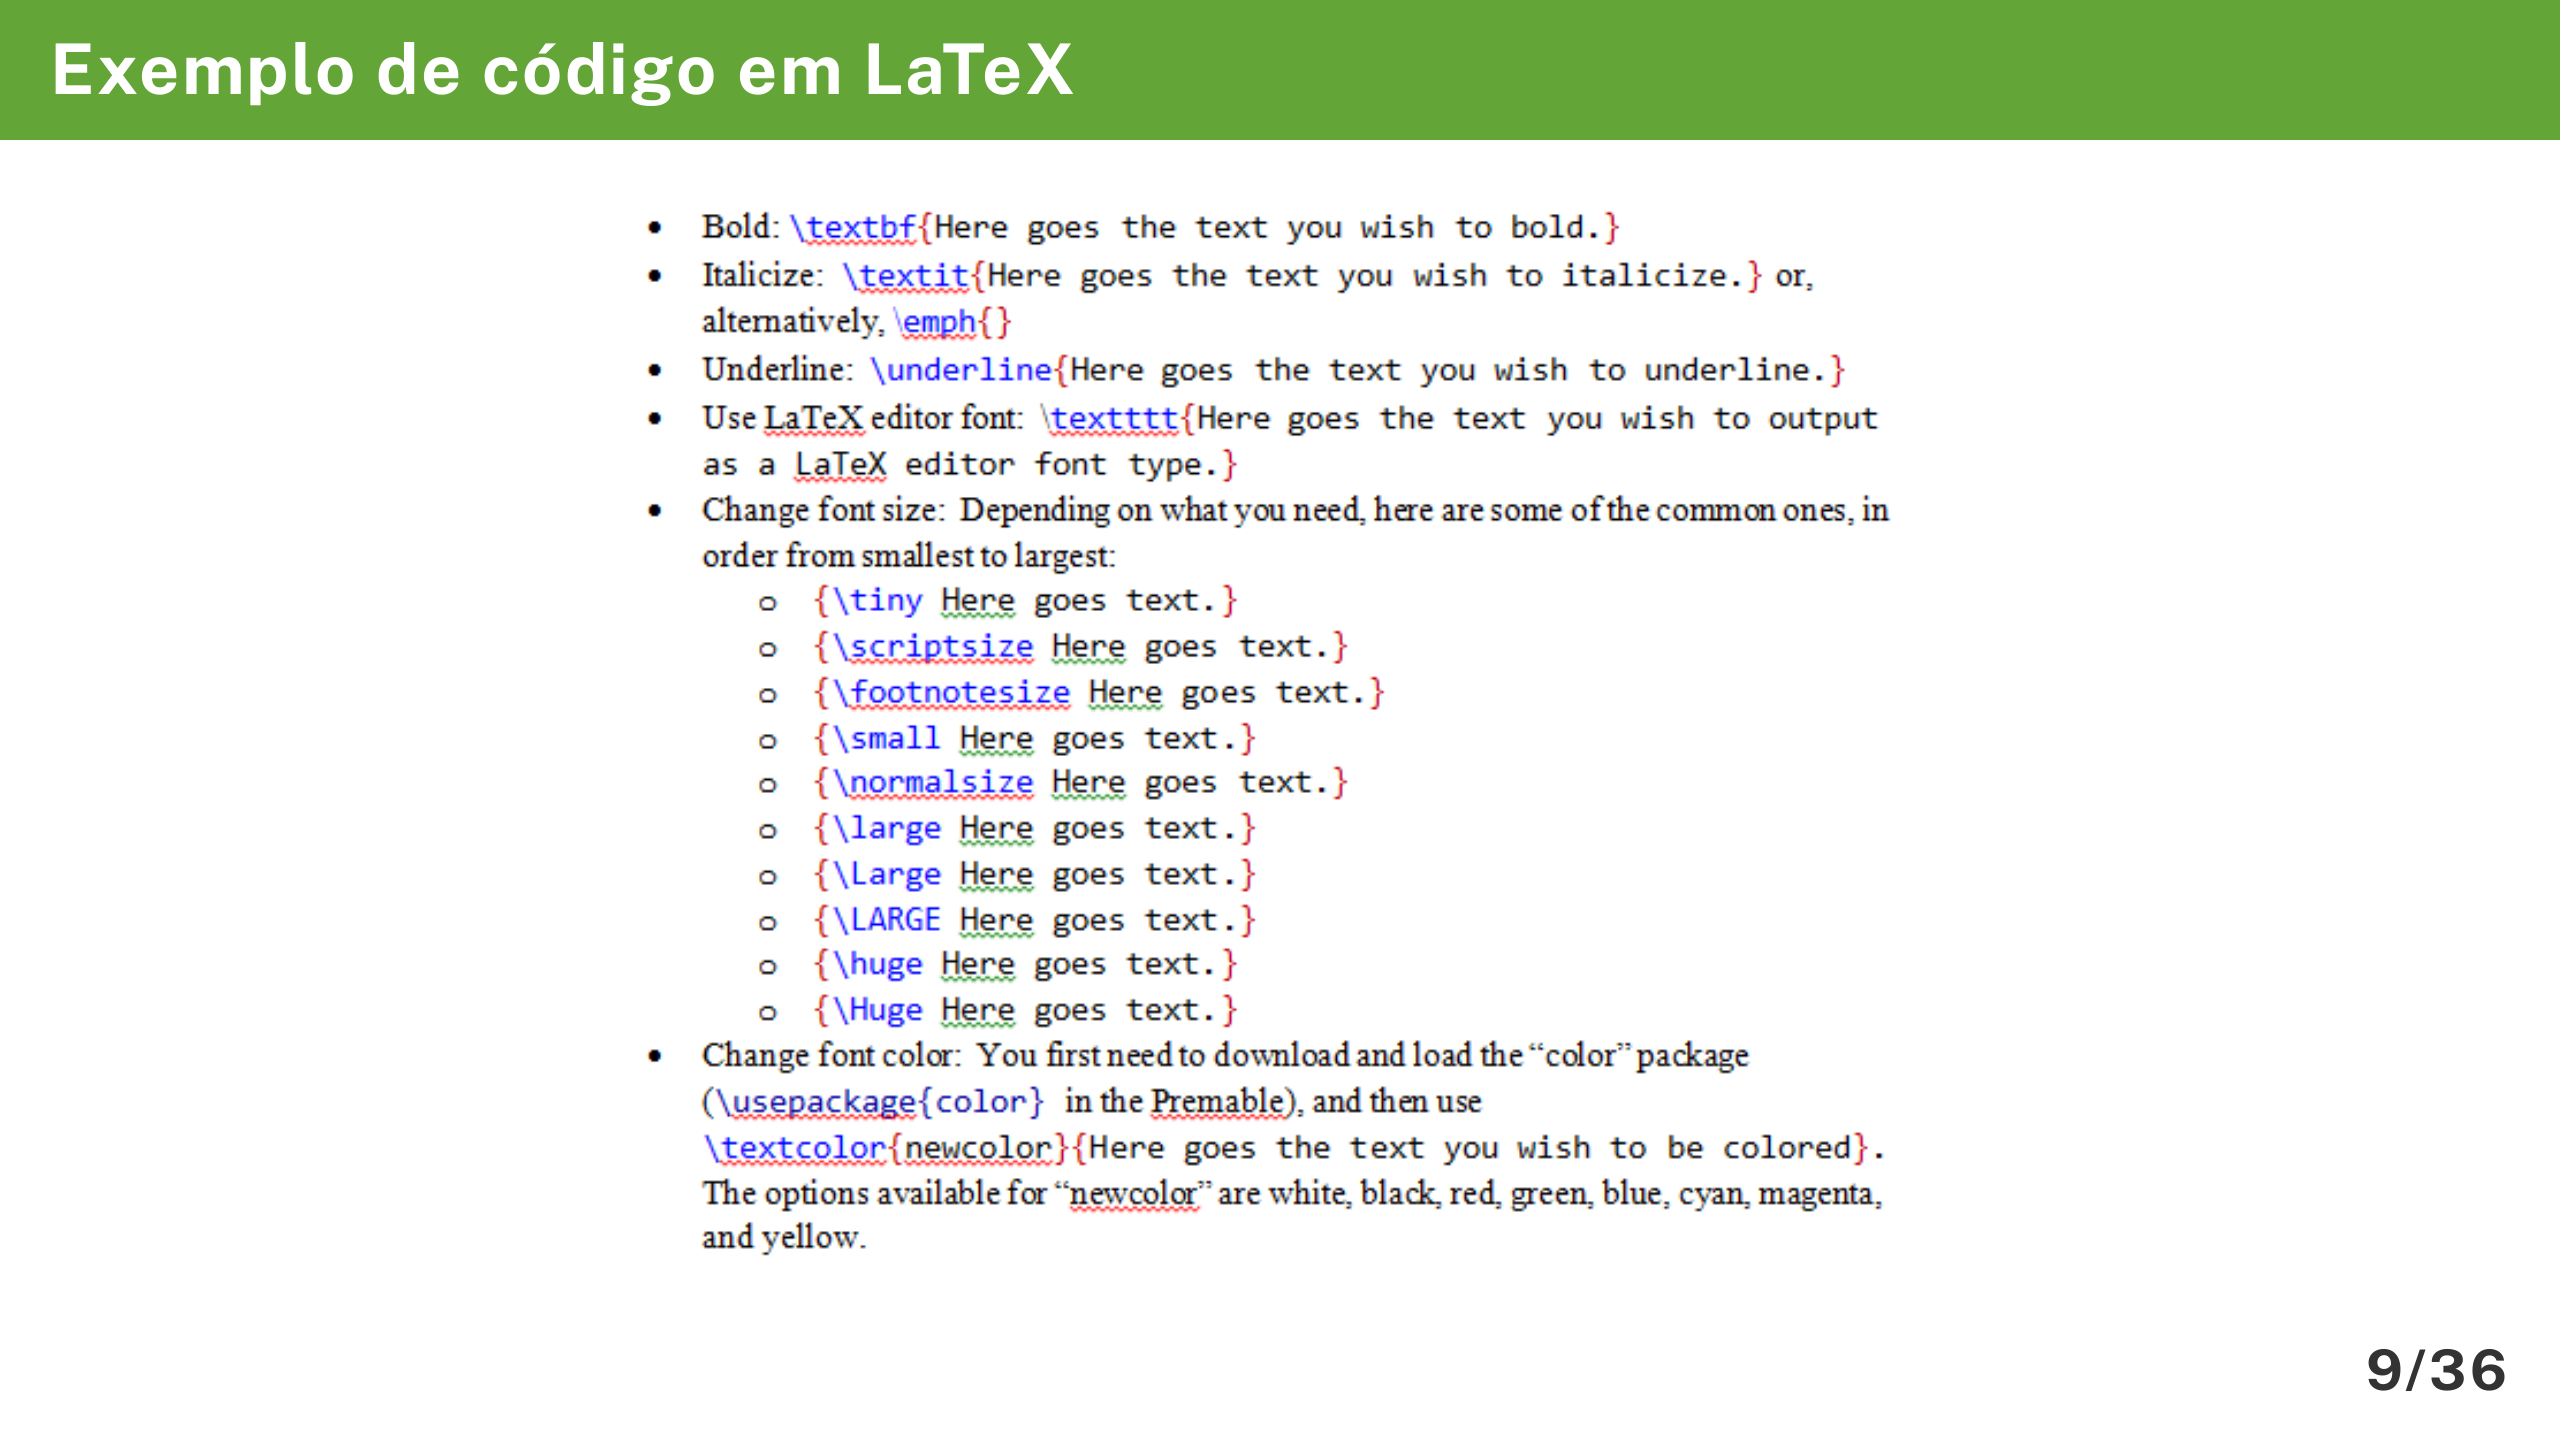 Exemplo de código em LaTeX
• Bold: \textbf{Here goes the text you wish to bold.}
• Italicize: \textit{Here goes the text you wish to italicize.} or,
alternatively, \emph{}
• Underline: \underline{Here goes the text you wish to underline.}
• Use LaTeX editor font: \textttt{Here goes the text you wish to output
as a LaTeX editor font type.}
• Change font size: Depending on what you need, here are some of the common ones, in
order from smallest to largest:
o {\tiny Here goes text.}
o {\scriptsize Here goes text.}
o {\footnotesize Here goes text.}
o {\small Here goes text.}
o {\normalsize Here goes text.}
o {\large Here goes text.}
o {\Large Here goes text.}
o {\LARGE Here goes text.}
o {\huge Here goes text.}
o {\Huge Here goes text.}
• Change font color: You first need to download and load the “color” package
(\usepackage{color} in the Premable), and then use
\textcolor{newcolor}{Here goes the text you wish to be colored}.
The options available for “newcolor” are white, black, red, green, blue, cyan, magenta,
and yellow.
9/36